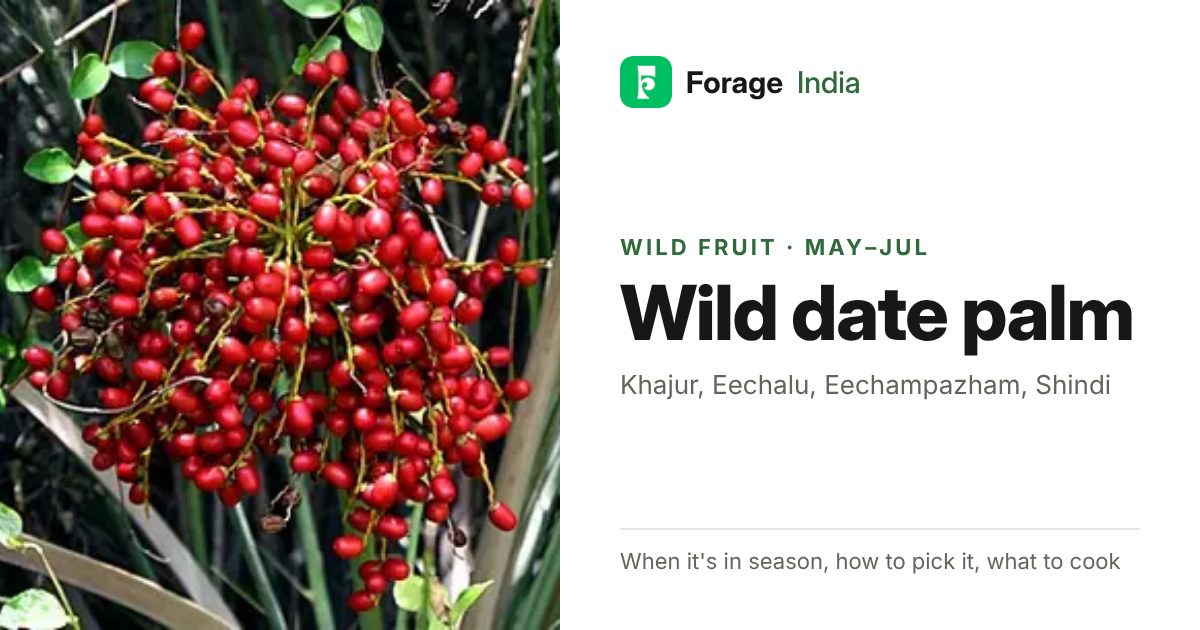 Forage India
WILD FRUIT · MAY–JUL
Wild date palm
Khajur, Eechalu, Eechampazham, Shindi
When it's in season, how to pick it, what to cook